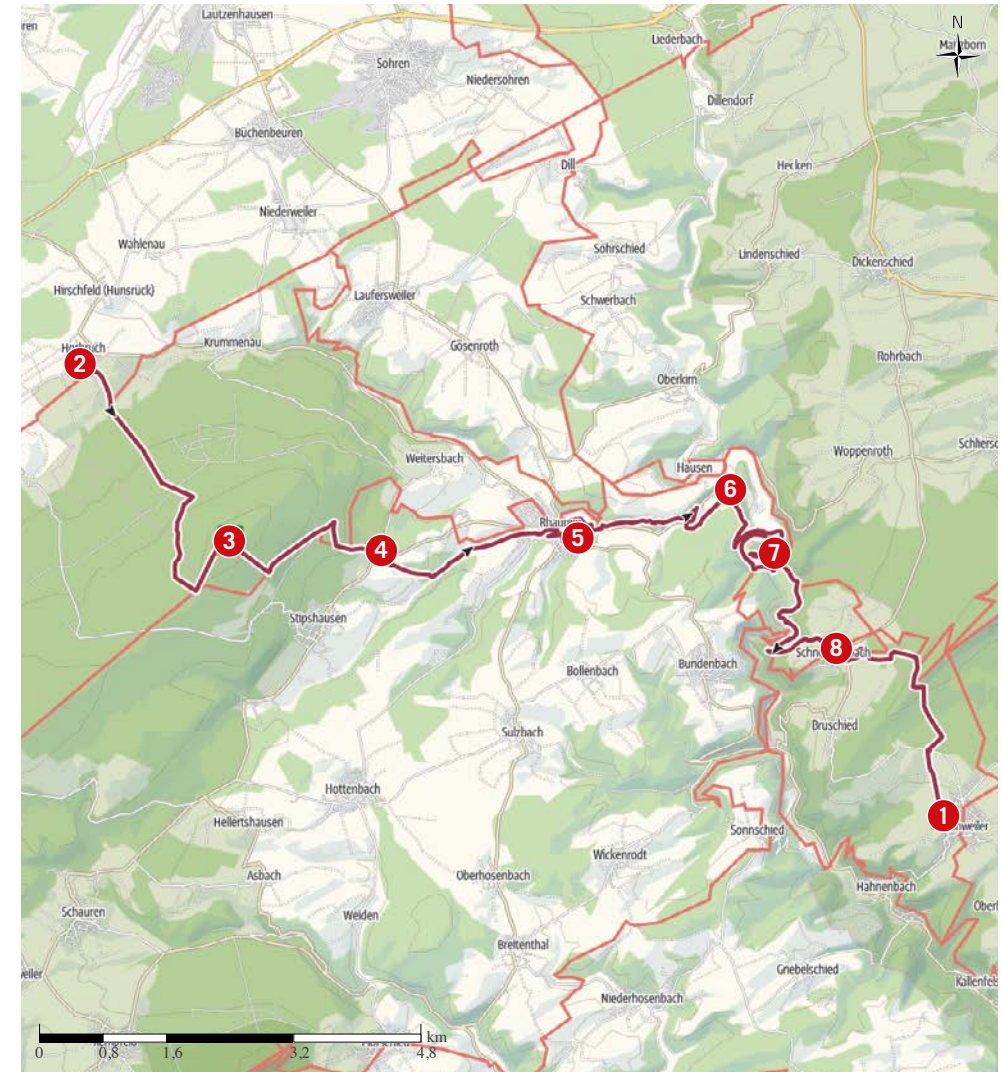 Lautzenhausen
N
Liederbach
Sohren
Niedersohren
Dillendorf
Büchenbeuren
Dill
Hecken
Niederweiler
Wahlenau
Sohrschied
Lindenschied
Dickenschied
Hirschfeld (Hunsrück)
Laufersweiler
Schwerbach
Krummenau
Gösenroth
Rohrbach
2
Oberkirn
Woppenroth
Weitersbach
Hausen
6
5
3
4
7
Stipshausen
8
Bollenbach
Bundenbach
Bruschied
Sulzbach
Hottenbach
1
Hellertshausen
Sonnschied
Wickenrodt
Asbach
Oberhosenbach
Hahnenbach
Schauren
Weiden
Breitenthal
Griebelschied
Niederhosenbach
km
0
0,8
1,6
3,2
4,8